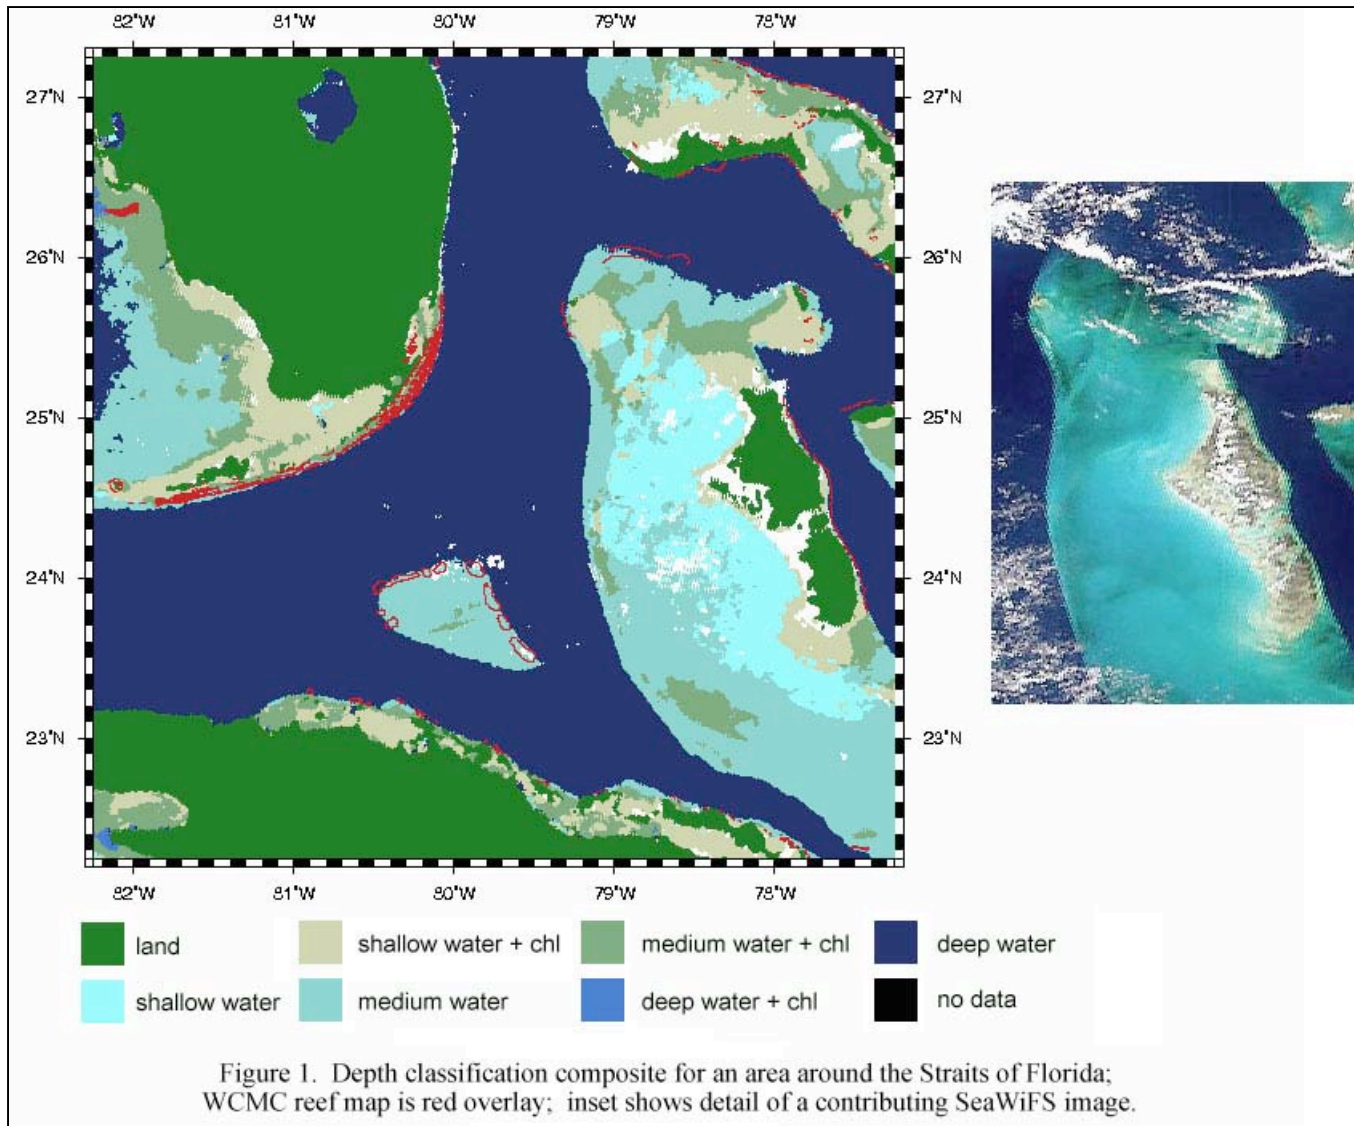 82°W 81°W 80°W 79°W 78°W
27°N 27°N
26°N 26°N
25°N 25°N
24°N 24°N
23°N 23°N
82°W 81°W 80°W 79°W 78°W
land shallow water + chl medium water + chl deep water
shallow water medium water deep water + chl no data
Figure 1. Depth classification composite for an area around the Straits of Florida;
WCMC reef map is red overlay; inset shows detail of a contributing SeaWiFS image.